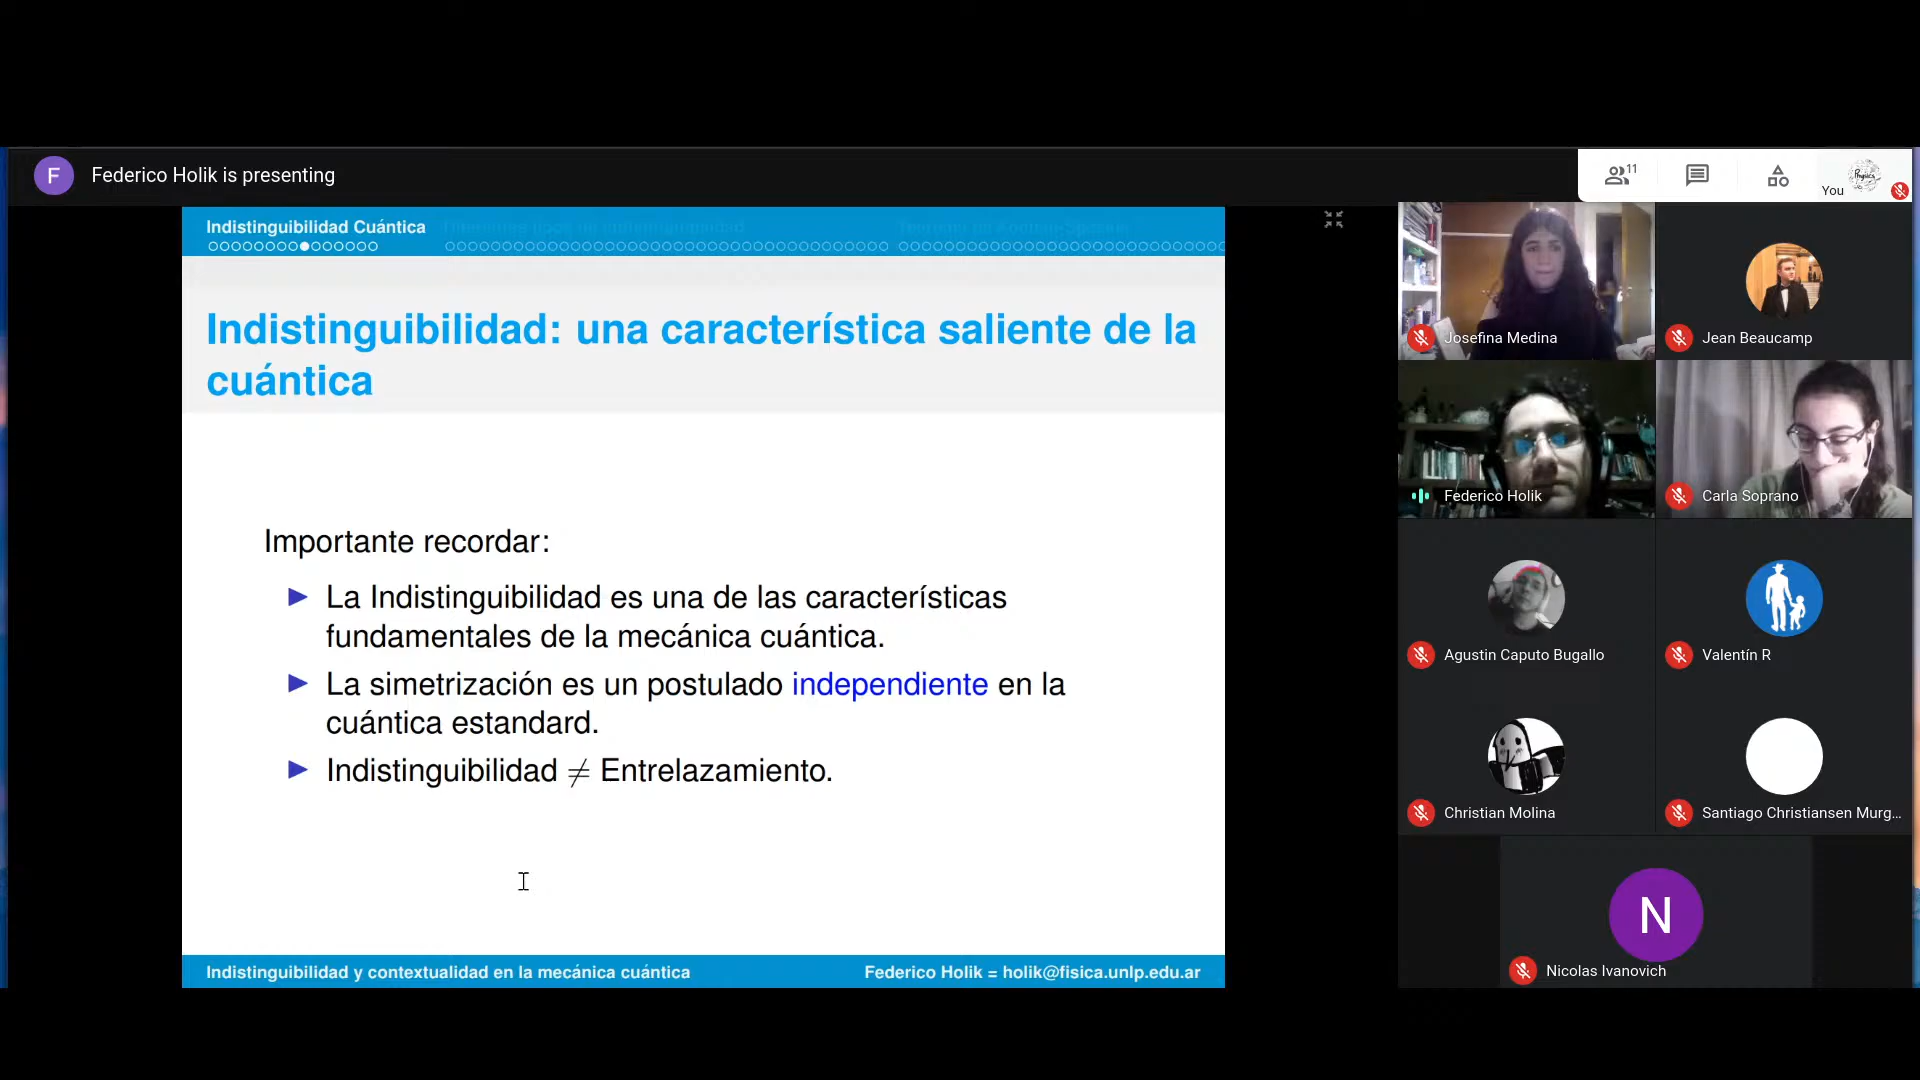 F
Federico Holik is presenting
11
You
Physics
Indistinguibilidad Cuántica
Indistinguibilidad: una característica saliente de la
cuántica
Importante recordar:
La Indistinguibilidad es una de las características
fundamentales de la mecánica cuántica.
La simetrización es un postulado independiente en la
cuántica estandard.
Indistinguibilidad ≠ Entrelazamiento.
Indistinguibilidad y contextualidad en la mecánica cuántica
Federico Holik = holik@fisica.unlp.edu.ar
Josefina Medina
Jean Beaucamp
Federico Holik
Carla Soprano
Agustin Caputo Bugallo
Valentín R
Christian Molina
Santiago Christiansen Murg...
N
Nicolas Ivanovich